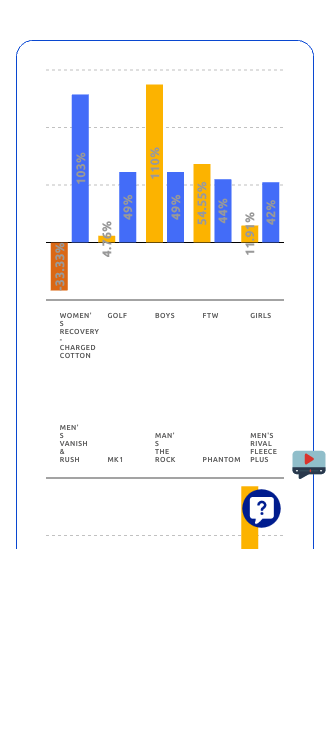 -33.33%
103%
4.76%
49%
110%
49%
54.55%
44%
11.91%
42%
WOMEN'
S
RECOVERY
-
CHARGED
COTTON
GOLF
BOYS
FTW
GIRLS
MEN'
S
VANISH
&
RUSH
MK1
MAN'
S
THE
ROCK
PHANTOM
MEN'S
RIVAL
FLEECE
PLUS
?